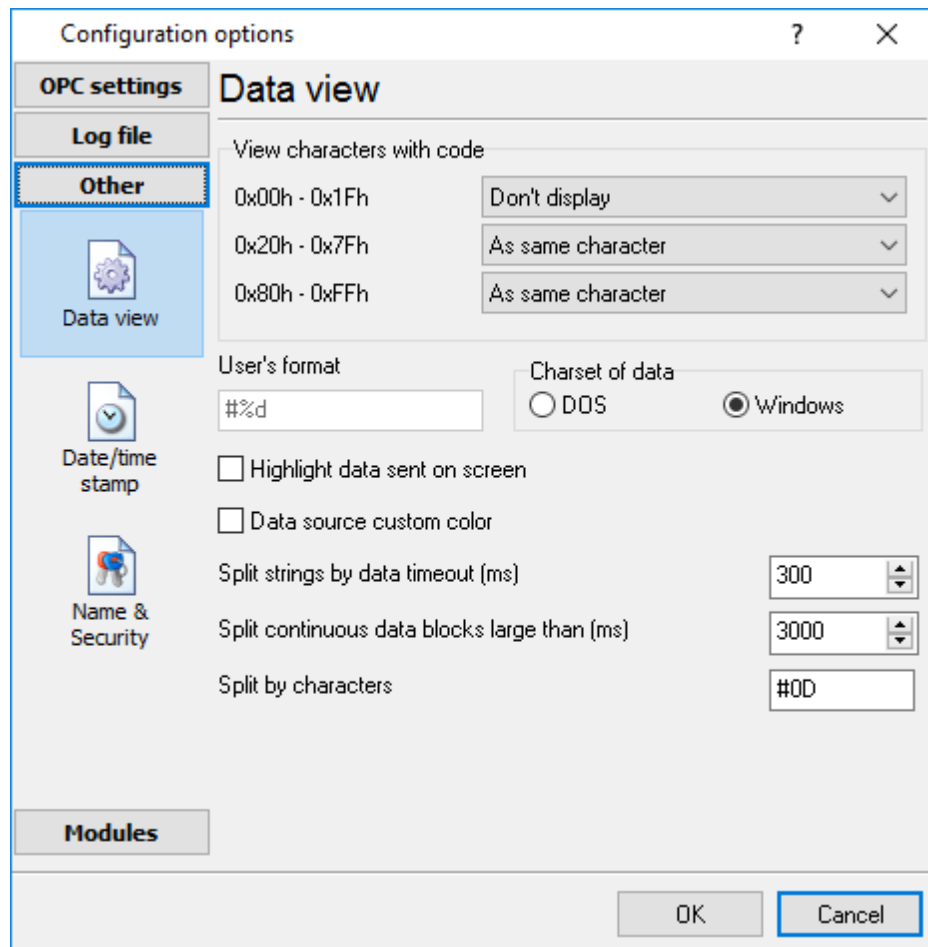 Configuration options
?
OPC settings
Log file
Other
Data view
Date/time
stamp
Name &
Security
Modules
Data view
View characters with code
0x00h - 0x1Fh Don't display
0x20h - 0x7Fh As same character
0x80h - 0xFFh As same character
User's format
#%d
Charset of data
DOS Windows
Highlight data sent on screen
Data source custom color
Split strings by data timeout (ms) 300
Split continuous data blocks large than (ms) 3000
Split by characters #0D
OK Cancel